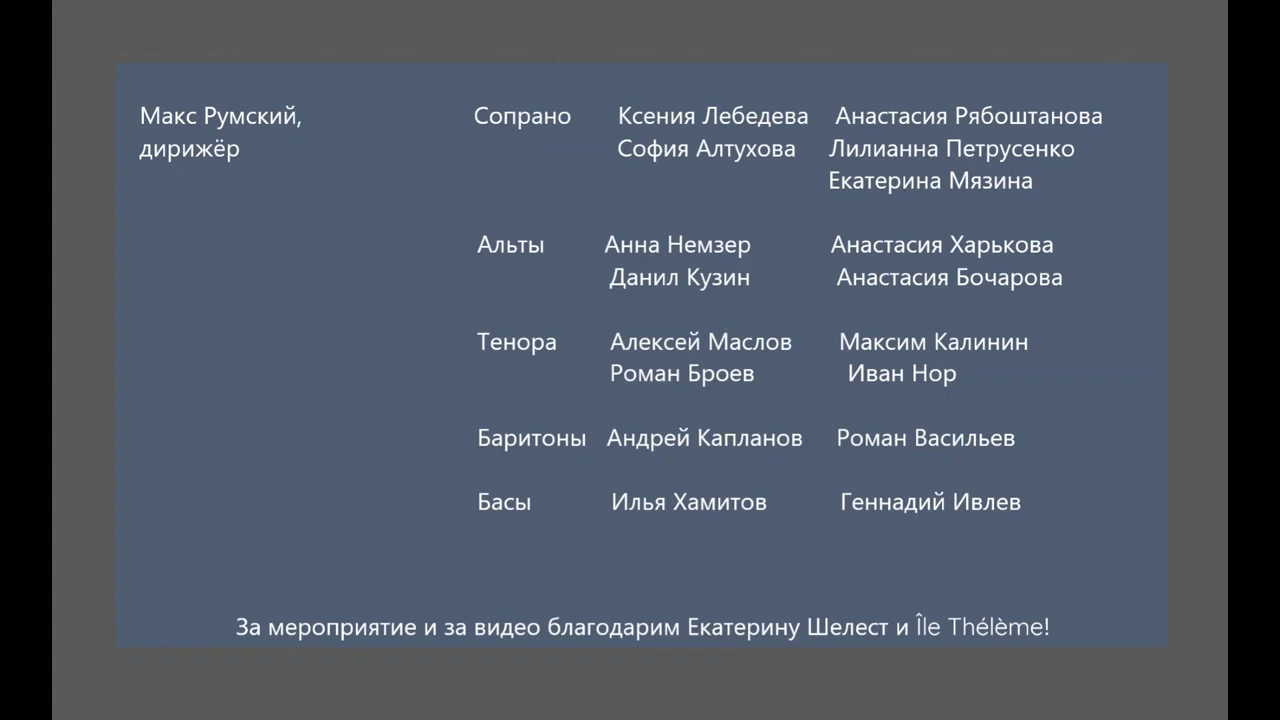 Макс Румский, Сопрано Ксения Лебедева Анастасия Рябоштанова
дирижёр София Алтухова Лилианна Петрусенко
Екатерина Мязина
Альты Анна Немзер Анастасия Харькова
Данил Кузин Анастасия Бочарова
Тенора Алексей Маслов Максим Калинин
Роман Броев Иван Нор
Баритоны Андрей Капланов Роман Васильев
Басы Илья Хамитов Геннадий Ивлев
За мероприятие и за видео благодарим Екатерину Шелест и Île Thélème!